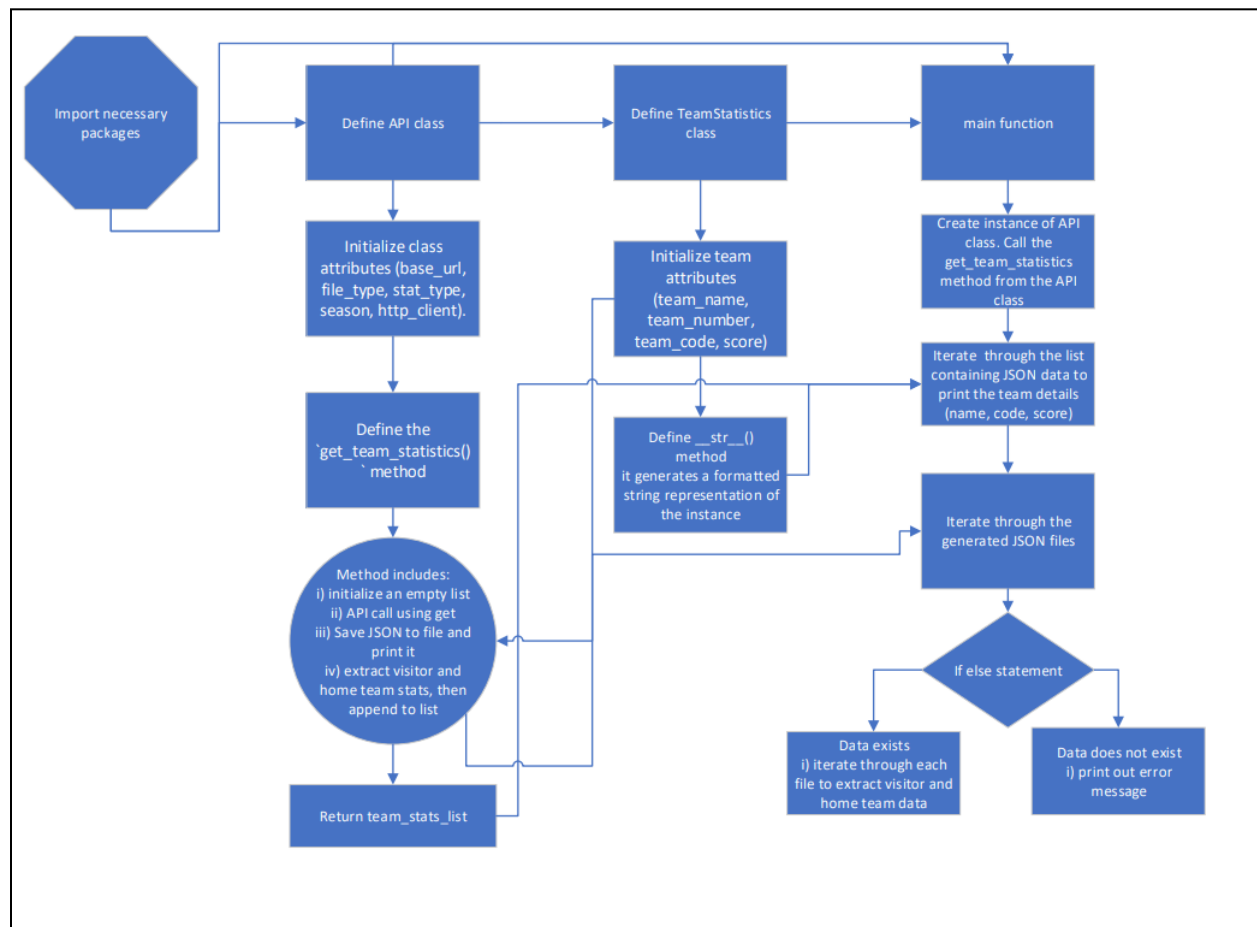 Import necessary
packages
Define API class
Define TeamStatistics
class
main function
Initialize class
attributes (base_url,
file_type, stat_type,
season, http_client).
Initialize team
attributes
(team_name,
team_number,
team_code, score)
Create instance of API
class. Call the
get_team_statistics
method from the API
class
Define the
`get_team_statistics()
` method
Define __str__()
method
it generates a formatted
string representation of
the instance
Iterate through the list
containing JSON data to
print the team details
(name, code, score)
Method includes:
i) initialize an empty list
ii) API call using get
iii) Save JSON to file and
print it
iv) extract visitor and
home team stats, then
append to list
Iterate through the
generated JSON files
If else statement
Return team_stats_list
Data exists
i) iterate through each
file to extract visitor and
home team data
Data does not exist
i) print out error
message